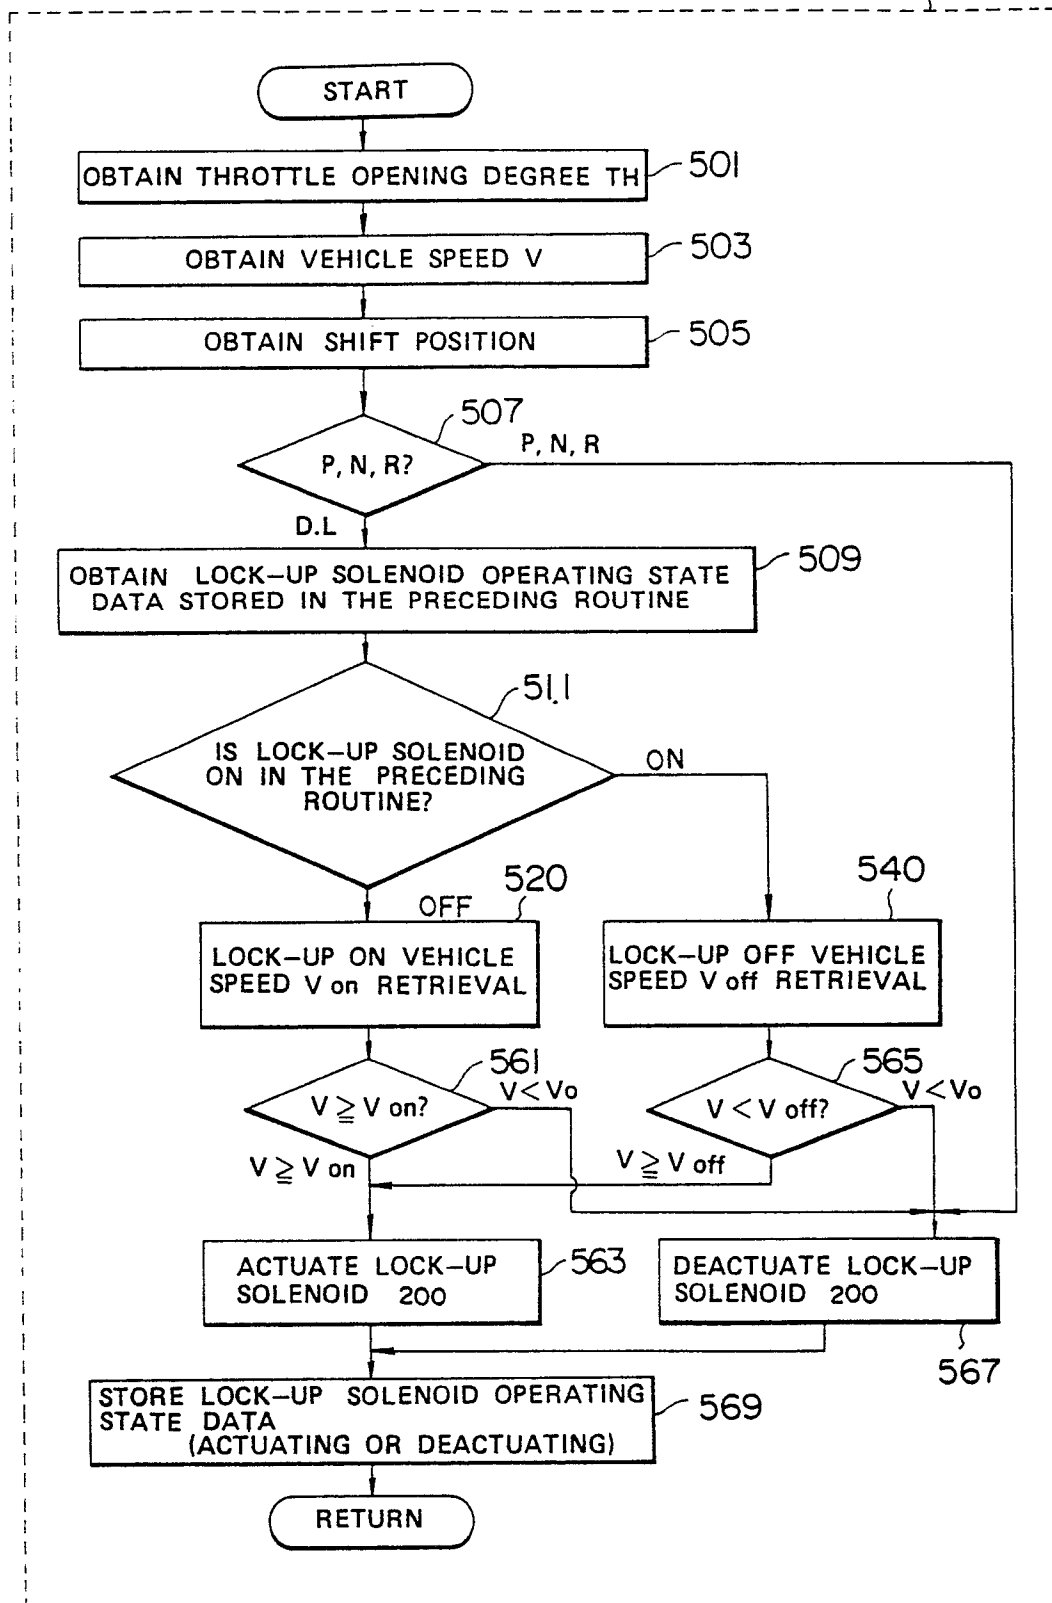 START
OBTAIN THROTTLE OPENING DEGREE TH
501
OBTAIN VEHICLE SPEED V
503
OBTAIN SHIFT POSITION
505
507
P, N, R?
P, N, R
D.L
OBTAIN LOCK-UP SOLENOID OPERATING STATE
DATA STORED IN THE PRECEDING ROUTINE
509
511
IS LOCK-UP SOLENOID
ON IN THE PRECEDING
ROUTINE?
ON
OFF
520
540
LOCK-UP ON VEHICLE
SPEED V on RETRIEVAL
LOCK-UP OFF VEHICLE
SPEED V off RETRIEVAL
561
V ≧ V on?
V < Vo
565
V < V off?
V < Vo
V ≧ V on
V ≧ V off
ACTUATE LOCK-UP
SOLENOID 200
563
DEACTUATE LOCK-UP
SOLENOID 200
567
STORE LOCK-UP SOLENOID OPERATING
STATE DATA
(ACTUATING OR DEACTUATING)
569
RETURN